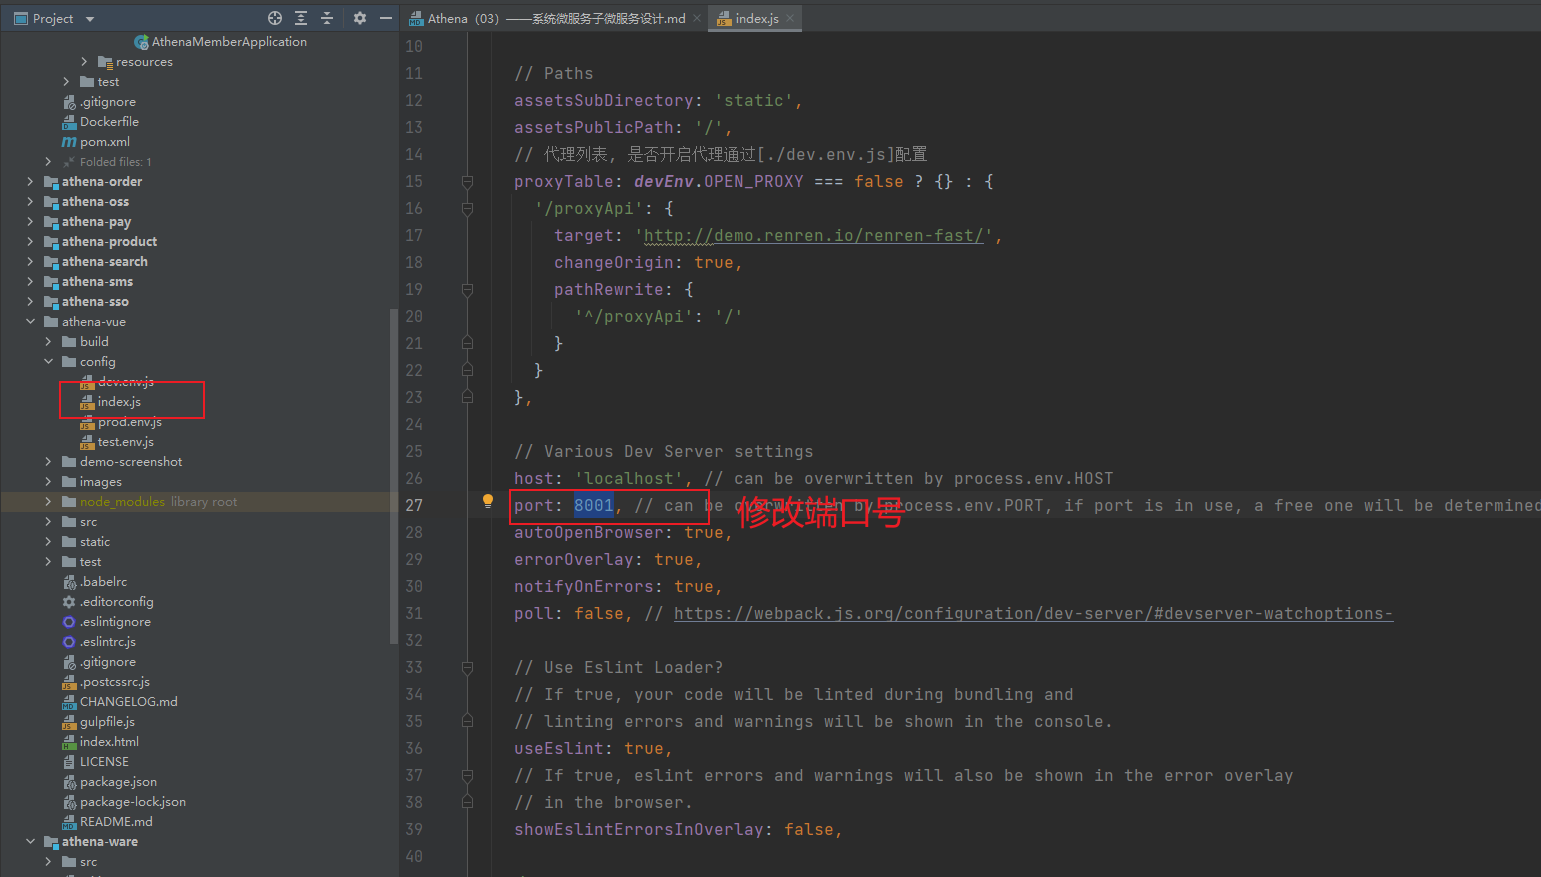 Project
AthenaMemberApplication
resources
test
.gitignore
Dockerfile
pom.xml
Folded files: 1
athena-order
athena-oss
athena-pay
athena-product
athena-search
athena-sms
athena-sso
athena-vue
build
config
dev.env.js
index.js
prod.env.js
test.env.js
demo-screenshot
images
node_modules library root
src
static
test
.babelrc
.editorconfig
.eslintignore
.eslintrc.js
.gitignore
.postcssrc.js
CHANGELOG.md
gulpfile.js
index.html
LICENSE
package.json
package-lock.json
README.md
athena-ware
src
Athena（03）——系统微服务子微服务设计.md
index.js
10
11 // Paths
12 assetsSubDirectory: 'static',
13 assetsPublicPath: '/',
14 // 代理列表, 是否开启代理通过[./dev.env.js]配置
15 proxyTable: devEnv.OPEN_PROXY === false ? {} : {
16 '/proxyApi': {
17 target: 'http://demo.renren.io/renren-fast/',
18 changeOrigin: true,
19 pathRewrite: {
20 '^/proxyApi': '/'
21 }
22 }
23 },
24
25 // Various Dev Server settings
26 host: 'localhost', // can be overwritten by process.env.HOST
27 port: 8001, // can be overwritten by process.env.PORT, if port is in use, a free one will be determined
修改端口号
28 autoOpenBrowser: true,
29 errorOverlay: true,
30 notifyOnErrors: true,
31 poll: false, // https://webpack.js.org/configuration/dev-server/#devserver-watchoptions-
32
33 // Use Eslint Loader?
34 // If true, your code will be linted during bundling and
35 // linting errors and warnings will be shown in the console.
36 useEslint: true,
37 // If true, eslint errors and warnings will also be shown in the error overlay
38 // in the browser.
39 showEslintErrorsInOverlay: false,
40